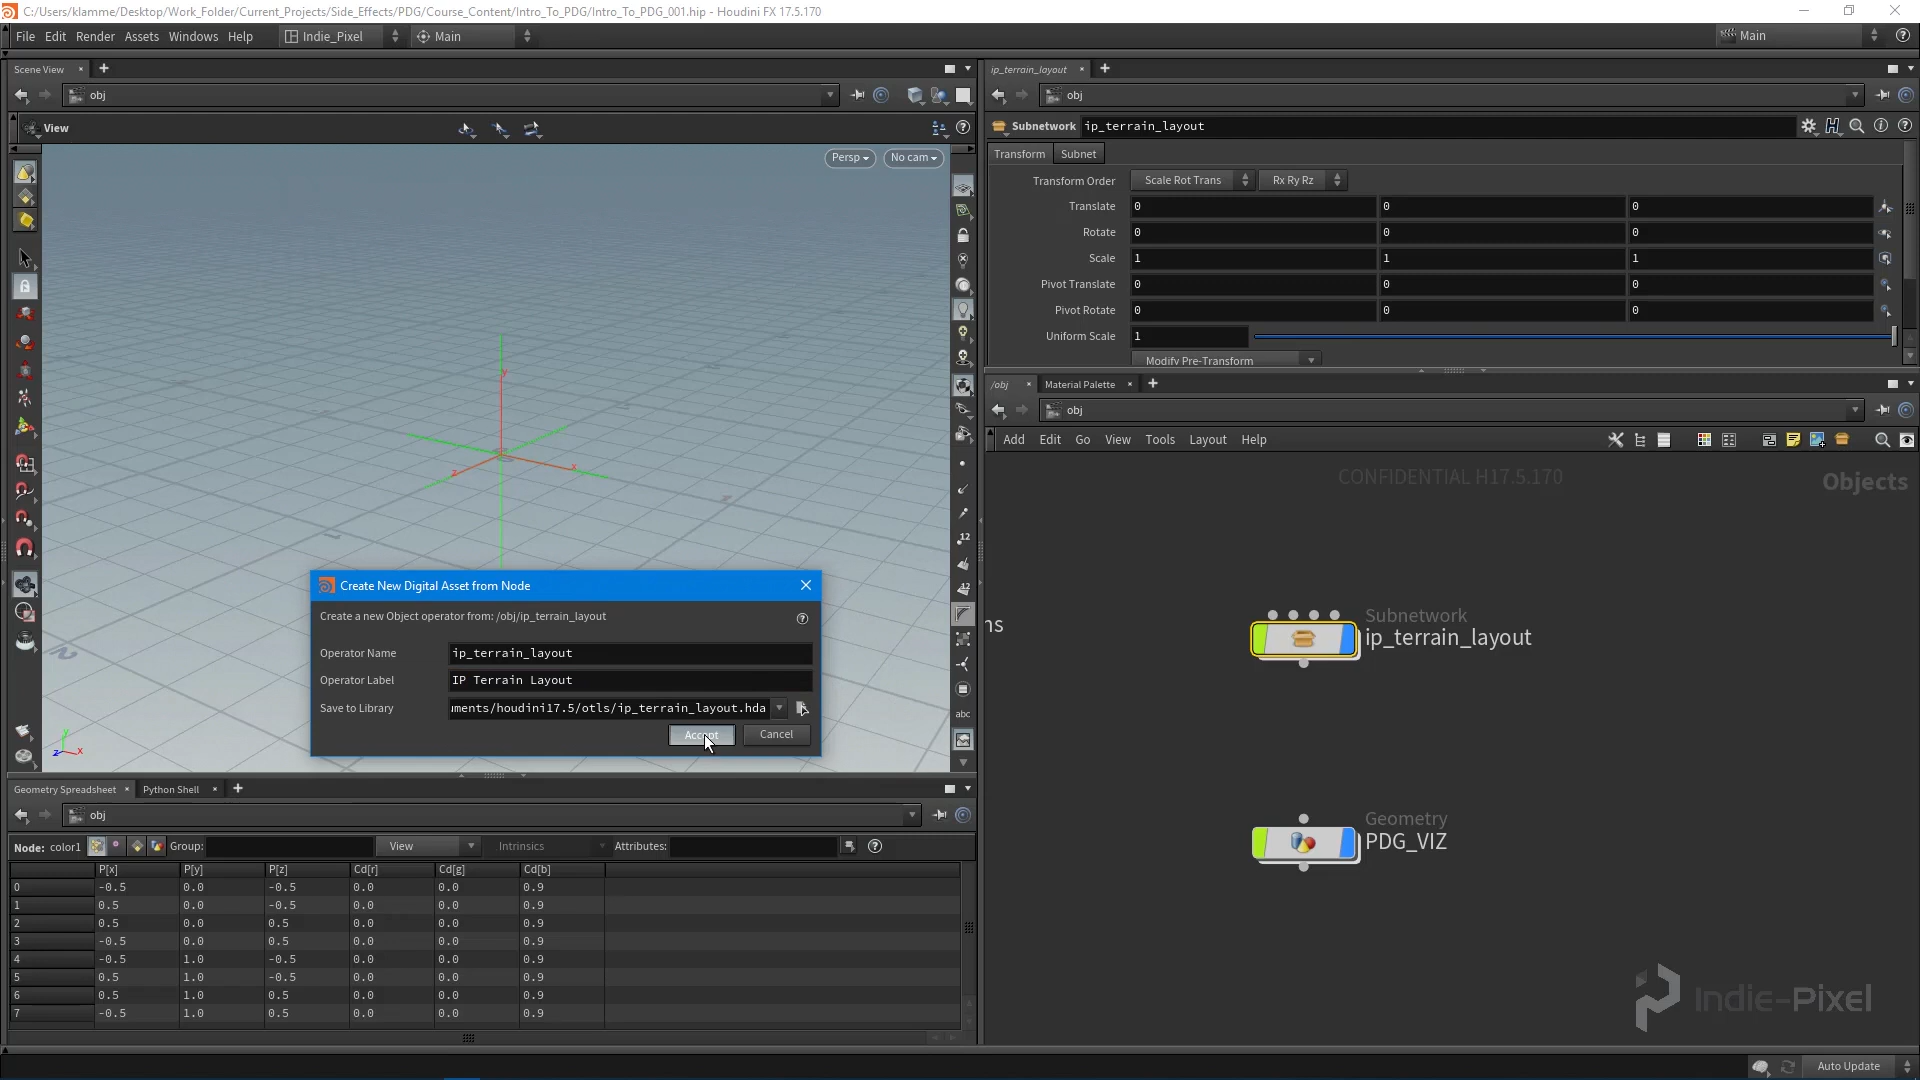 C:/Users/klamme/Desktop/Work_Folder/Current_Projects/Side_Effects/PDG/Course_Content/Intro_To_PDG/Intro_To_PDG_001.hip - Houdini FX 17.5.170
File Edit Render Assets Windows Help Indie_Pixel Main Main
Scene View
obj
View
Persp No cam
y
z x
y
z x
12
12
abc
Create New Digital Asset from Node
Create a new Object operator from: /obj/ip_terrain_layout
Operator Name ip_terrain_layout
Operator Label IP Terrain Layout
Save to Library uments/houdini17.5/otls/ip_terrain_layout.hda
Accept Cancel
Geometry Spreadsheet Python Shell
obj
Node: color1 Group: View Intrinsics Attributes:
P[x] P[y] P[z] Cd[r] Cd[g] Cd[b]
0 -0.5 0.0 -0.5 0.0 0.0 0.9
1 0.5 0.0 -0.5 0.0 0.0 0.9
2 0.5 0.0 0.5 0.0 0.0 0.9
3 -0.5 0.0 0.5 0.0 0.0 0.9
4 -0.5 1.0 -0.5 0.0 0.0 0.9
5 0.5 1.0 -0.5 0.0 0.0 0.9
6 0.5 1.0 0.5 0.0 0.0 0.9
7 -0.5 1.0 0.5 0.0 0.0 0.9
ip_terrain_layout
obj
Subnetwork ip_terrain_layout
Transform Subnet
Transform Order Scale Rot Trans Rx Ry Rz
Translate 0 0 0
Rotate 0 0 0
Scale 1 1 1
Pivot Translate 0 0 0
Pivot Rotate 0 0 0
Uniform Scale 1
Modify Pre-Transform
/obj Material Palette
obj
Add Edit Go View Tools Layout Help
CONFIDENTIAL H17.5.170
Objects
ns
Subnetwork
ip_terrain_layout
Geometry
PDG_VIZ
Indie-Pixel
Auto Update